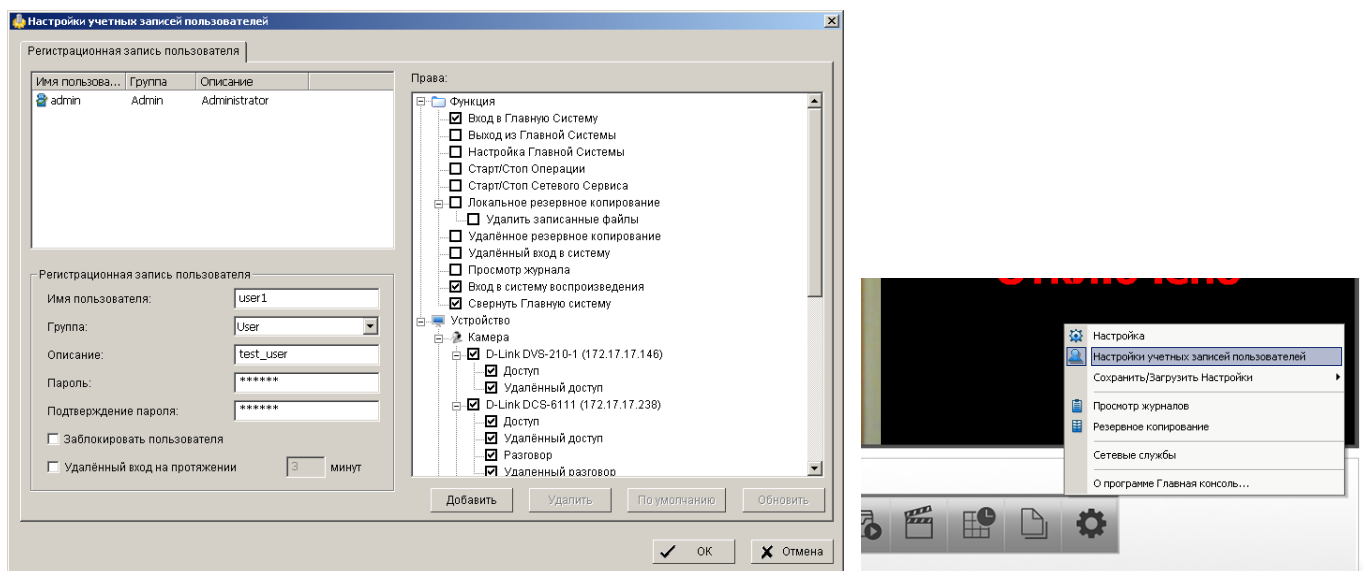 Настройки учетных записей пользователей
Регистрационная запись пользователя
Имя пользова... Группа Описание
admin Admin Administrator
Регистрационная запись пользователя
Имя пользователя: user1
Группа: User
Описание: test_user
Пароль: ******
Подтверждение пароля: ******
Заблокировать пользователя
Удалённый вход на протяжении 3 минут
Права:
Функция
Вход в Главную Систему
Выход из Главной Системы
Настройка Главной Системы
Старт/Стоп Операции
Старт/Стоп Сетевого Сервиса
Локальное резервное копирование
Удалить записанные файлы
Удалённое резервное копирование
Удалённый вход в систему
Просмотр журнала
Вход в систему воспроизведения
Свернуть Главную систему
Устройство
Камера
D-Link DVS-210-1 (172.17.17.146)
Доступ
Удалённый доступ
D-Link DCS-6111 (172.17.17.238)
Доступ
Удалённый доступ
Разговор
Удаленный разговор
Добавить Удалить По умолчанию Обновить
OK Отмена
Отключено
Настройка
Настройки учетных записей пользователей
Сохранить/Загрузить Настройки
Просмотр журналов
Резервное копирование
Сетевые службы
О программе Главная консоль...